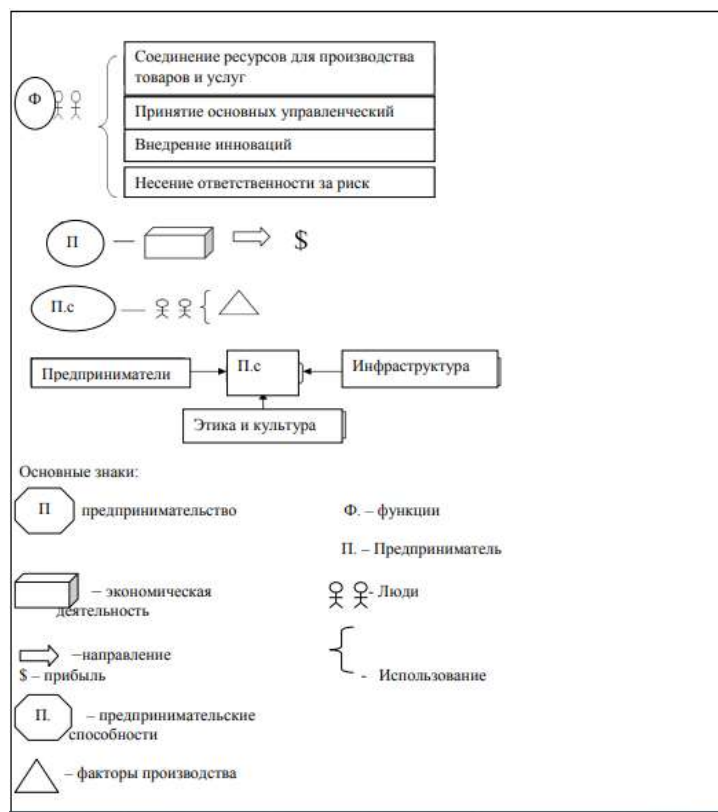 Соединение ресурсов для производства
товаров и услуг
Ф
Принятие основных управленческий
Внедрение инноваций
Несение ответственности за риск
П
—
$
П.с
—
Предприниматели
П.с
Инфраструктура
Этика и культура
Основные знаки:
П предпринимательство
Ф. – функции
П. – Предприниматель
– экономическая
деятельность
- Люди
–направление
$ – прибыль
- Использование
П. – предпринимательские
способности
– факторы производства